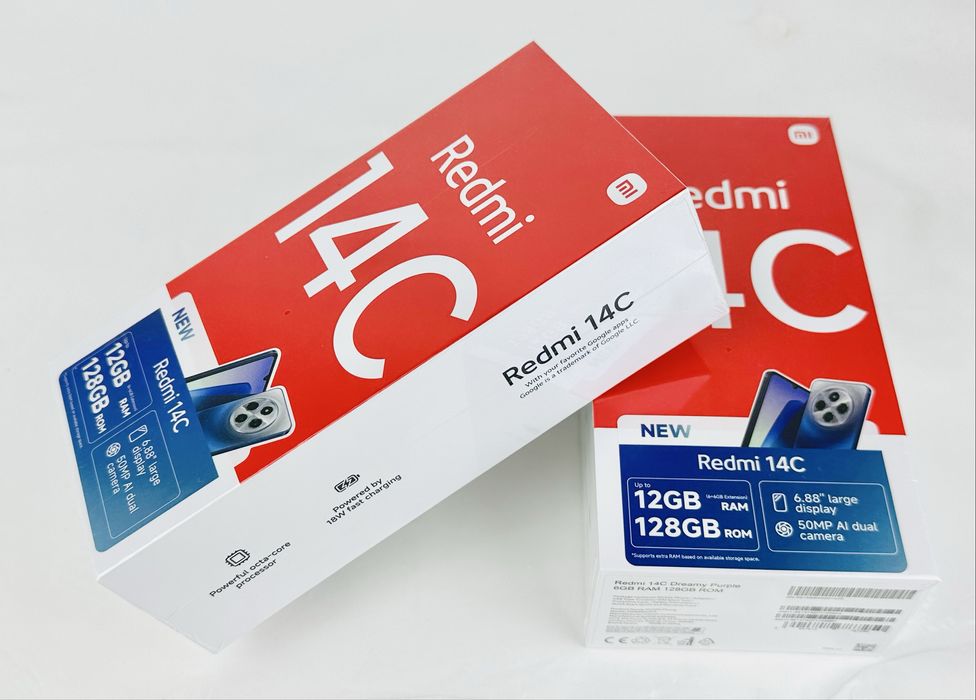 Redmi
14C
NEW
Redmi 14C
Up to
12GB RAM
128GB ROM
6.88" large
display
50MP AI dual
camera
Redmi 14C
With your favorite Google apps
Google is a trademark of Google LLC.
Powered by
18W fast charging
Powerful octa-core
processor
edmi
4C
NEW
Redmi 14C
Up to
12GB (6+6GB Extension) RAM
128GB ROM
6.88" large
display
50MP AI dual
camera
*Supports extra RAM based on available storage space.
Redmi 14C Dreamy Purple
6GB RAM 128GB ROM
CE